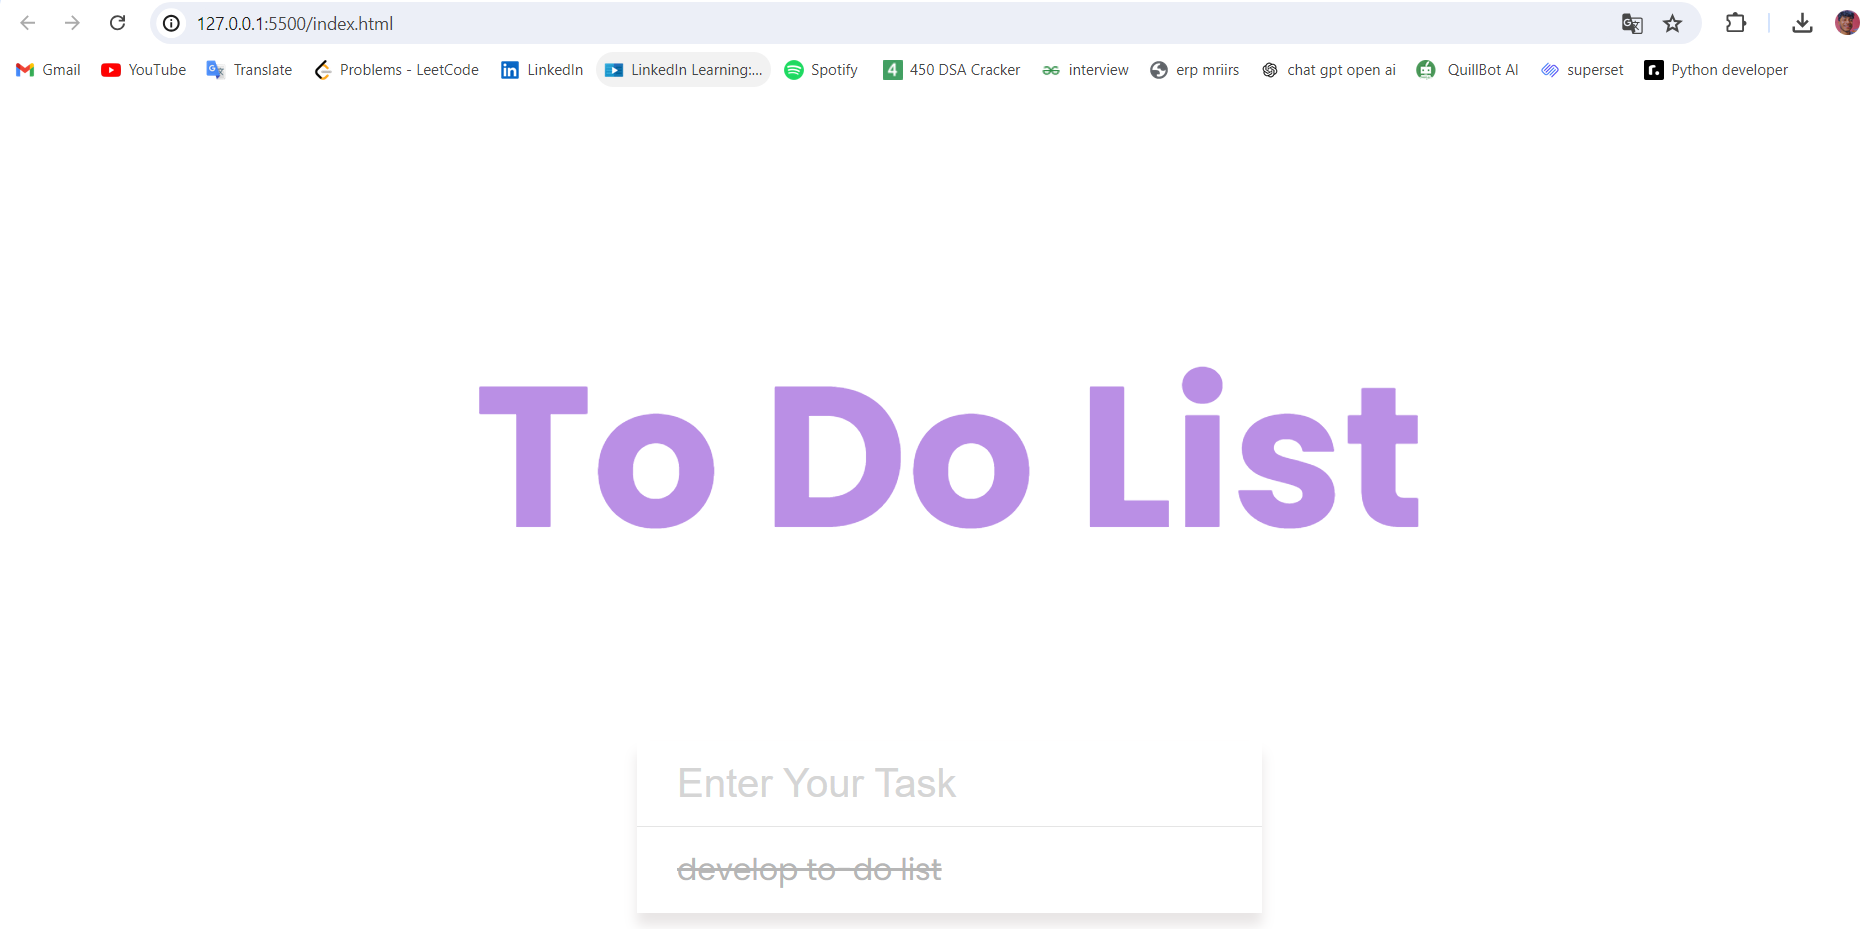 127.0.0.1:5500/index.html
Gmail YouTube Translate Problems - LeetCode LinkedIn LinkedIn Learning:... Spotify 450 DSA Cracker interview erp mriirs chat gpt open ai QuillBot AI superset Python developer
To Do List
Enter Your Task
develop to-do list